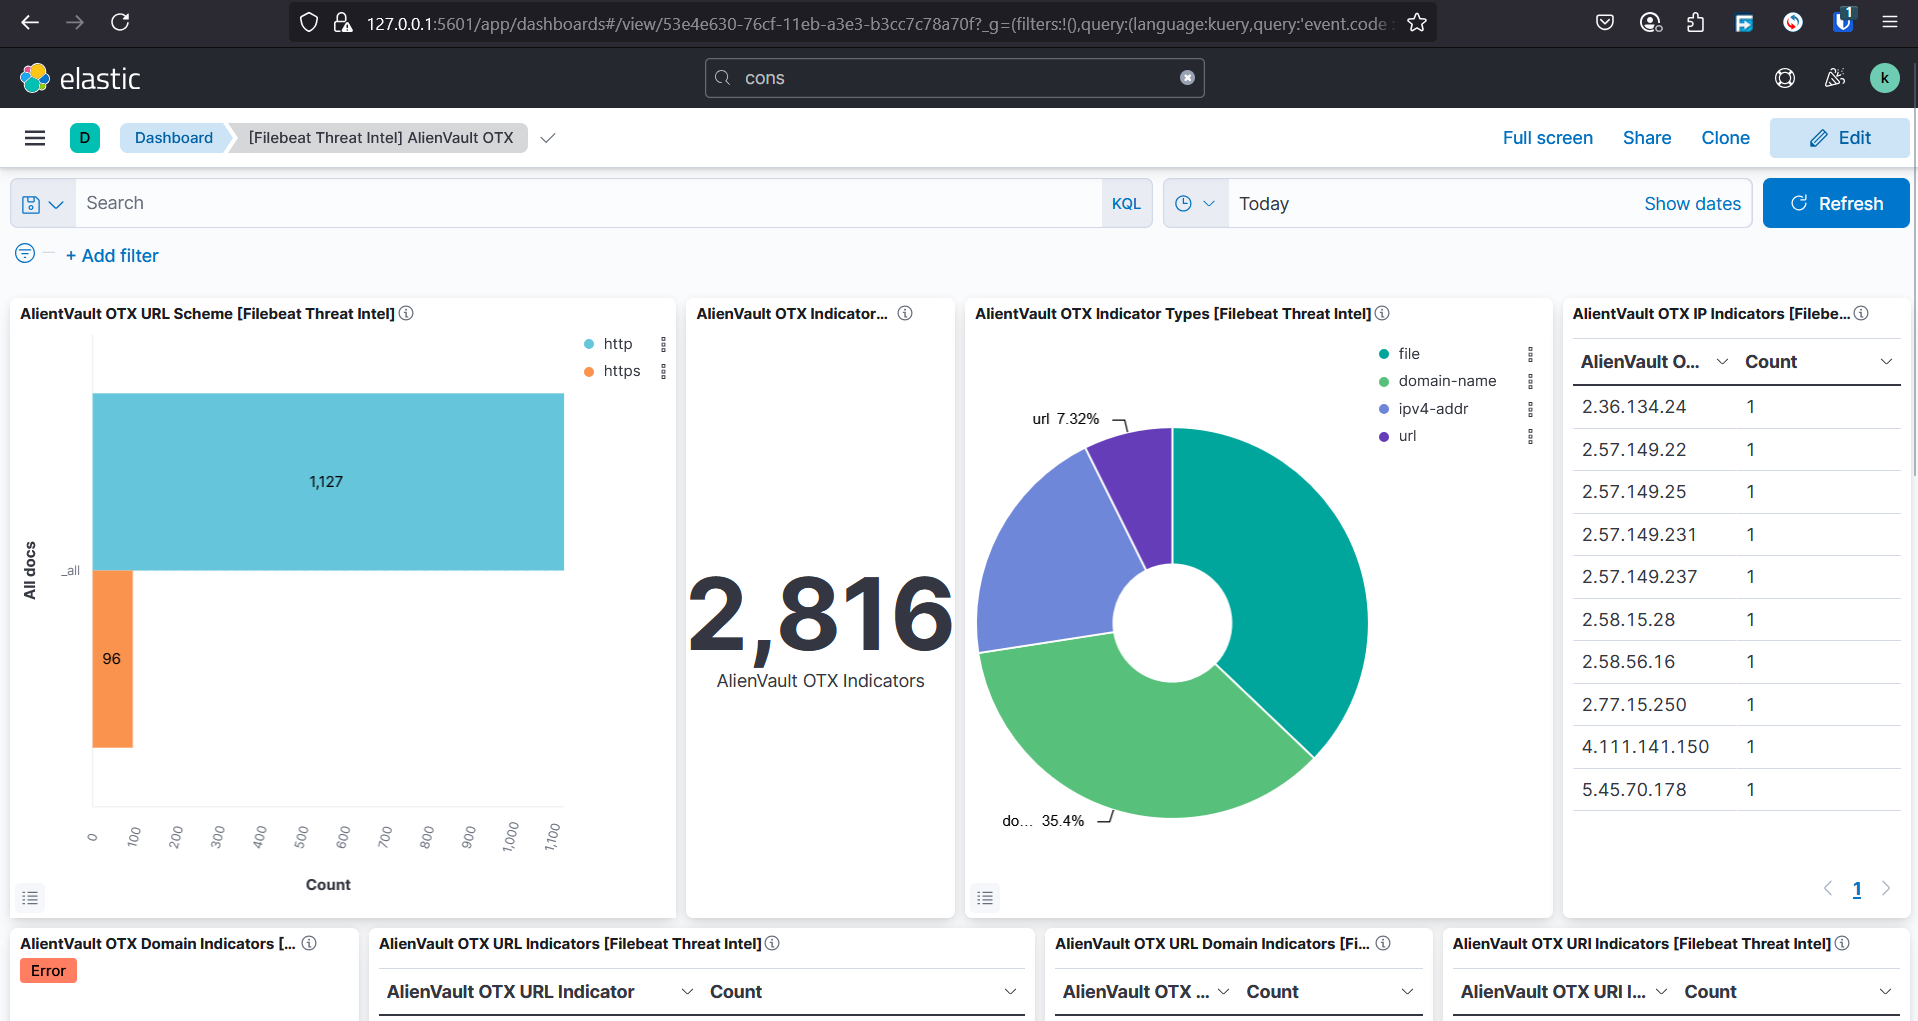 127.0.0.1:5601/app/dashboards#/view/53e4e630-76cf-11eb-a3e3-b3cc7c78a70f?_g=(filters:!(),query:(language:kuery,query:'event.code :
1
elastic
cons
k
D
Dashboard
[Filebeat Threat Intel] AlienVault OTX
Full screen
Share
Clone
Edit
Search
KQL
Today
Show dates
Refresh
+ Add filter
AlientVault OTX URL Scheme [Filebeat Threat Intel]
http
https
1,127
96
All docs
_all
0
100
200
300
400
500
600
700
800
900
1,000
1,100
Count
AlienVault OTX Indicator...
2,816
AlienVault OTX Indicators
AlientVault OTX Indicator Types [Filebeat Threat Intel]
file
domain-name
ipv4-addr
url
url 7.32%
do... 35.4%
AlientVault OTX IP Indicators [Filebe...
AlienVault O... Count
2.36.134.24 1
2.57.149.22 1
2.57.149.25 1
2.57.149.231 1
2.57.149.237 1
2.58.15.28 1
2.58.56.16 1
2.77.15.250 1
4.111.141.150 1
5.45.70.178 1
1
AlientVault OTX Domain Indicators [...
Error
AlienVault OTX URL Indicators [Filebeat Threat Intel]
AlienVault OTX URL Indicator Count
AlientVault OTX URL Domain Indicators [Fi...
AlienVault OTX ... Count
AlientVault OTX URI Indicators [Filebeat Threat Intel]
AlienVault OTX URI I... Count